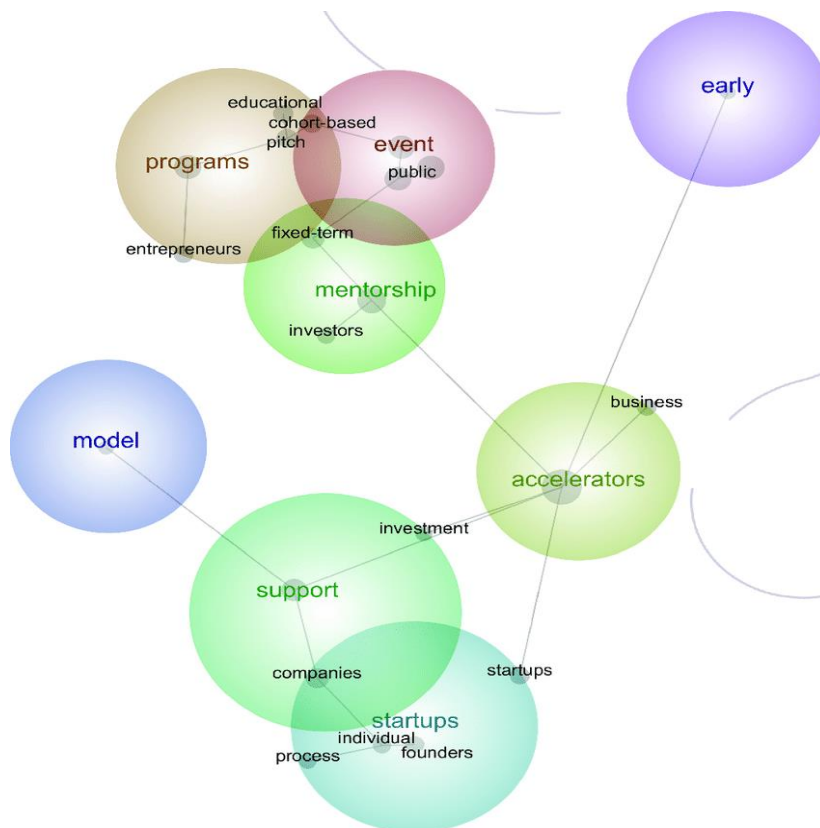 early
educational
cohort-based
pitch
event
programs
public
fixed-term
entrepreneurs
mentorship
investors
business
model
accelerators
investment
support
startups
companies
startups
individual
process
founders